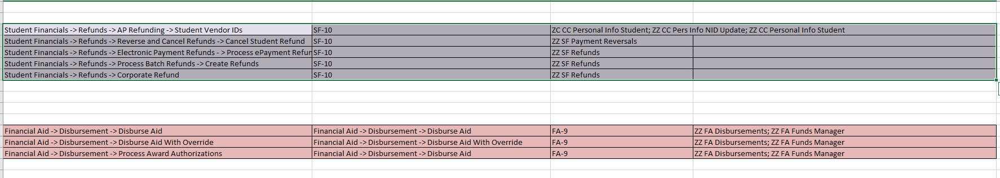 Student Financials -> Refunds -> AP Refunding -> Student Vendor IDs SF-10 ZC CC Personal Info Student; ZZ CC Pers Info NID Update; ZZ CC Personal Info Student
Student Financials -> Refunds -> Reverse and Cancel Refunds -> Cancel Student Refund SF-10 ZZ SF Payment Reversals
Student Financials -> Refunds -> Electronic Payment Refunds - > Process ePayment Refun SF-10 ZZ SF Refunds
Student Financials -> Refunds -> Process Batch Refunds -> Create Refunds SF-10 ZZ SF Refunds
Student Financials -> Refunds -> Corporate Refund SF-10 ZZ SF Refunds
Financial Aid -> Disbursement -> Disburse Aid Financial Aid -> Disbursement -> Disburse Aid FA-9 ZZ FA Disbursements; ZZ FA Funds Manager
Financial Aid -> Disbursement -> Disburse Aid With Override Financial Aid -> Disbursement -> Disburse Aid With Override FA-9 ZZ FA Disbursements; ZZ FA Funds Manager
Financial Aid -> Disbursement -> Process Award Authorizations Financial Aid -> Disbursement -> Disburse Aid FA-9 ZZ FA Disbursements; ZZ FA Funds Manager